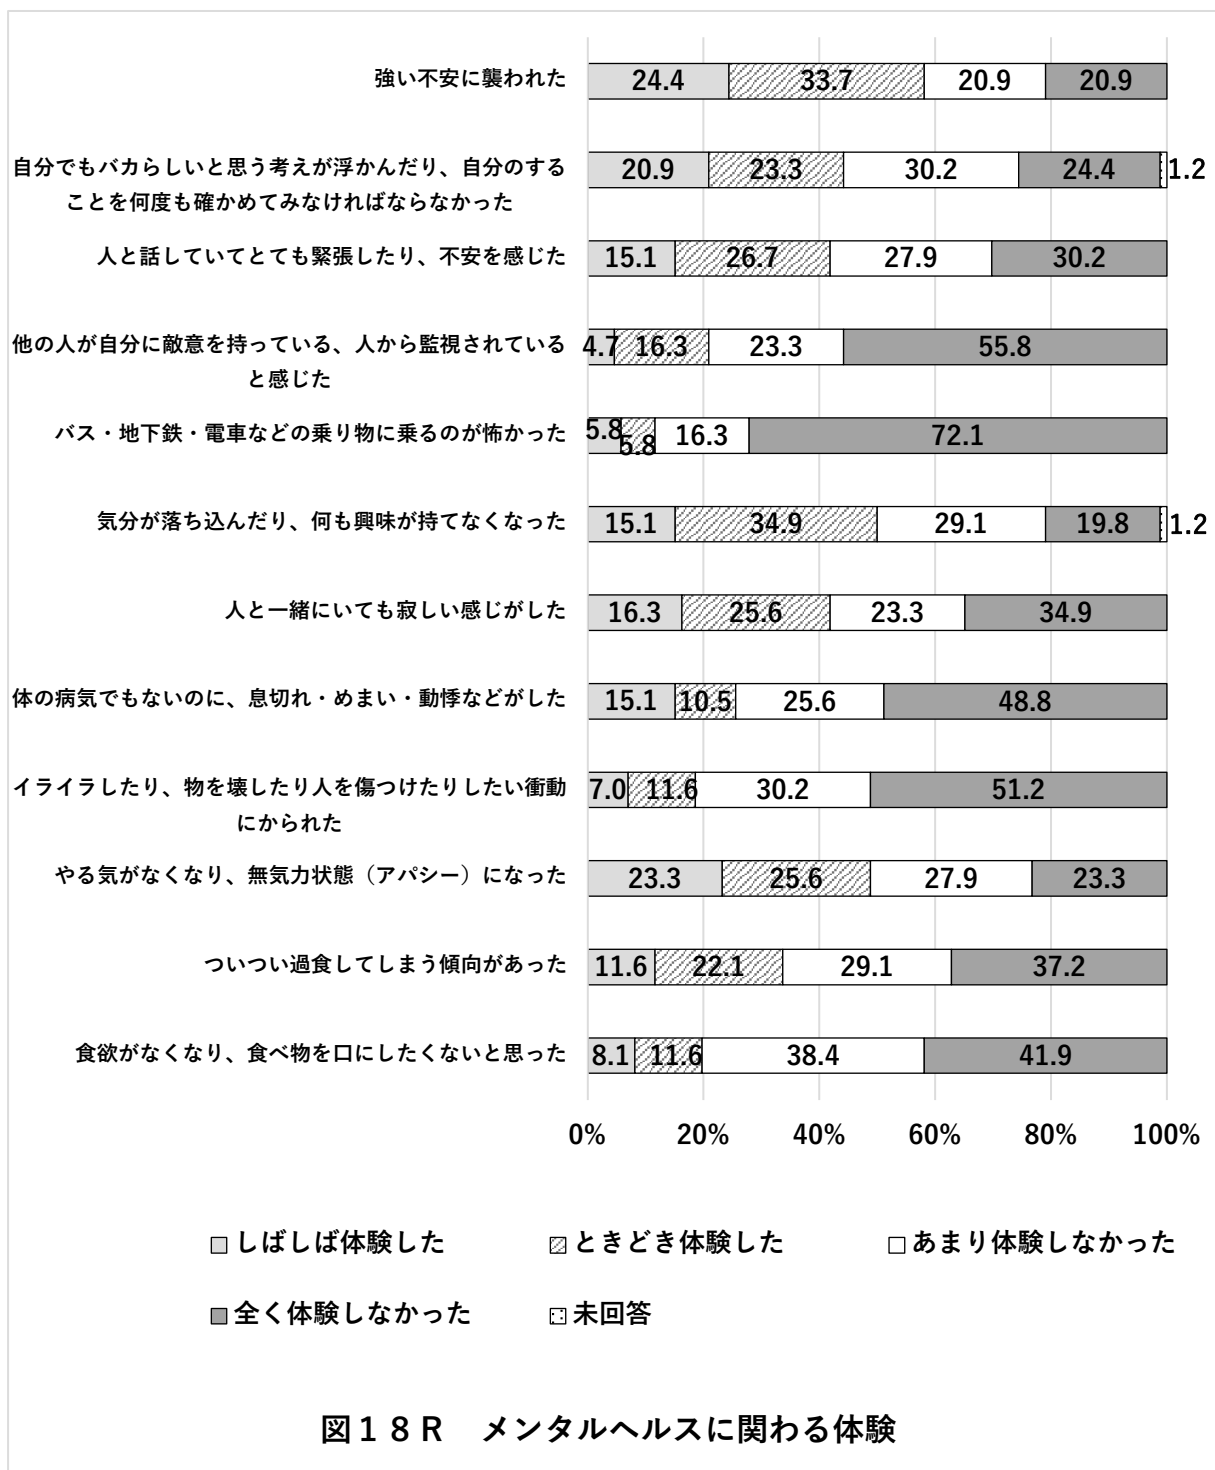 強い不安に襲われた
24.4 33.7 20.9 20.9
自分でもバカらしいと思う考えが浮かんだり、自分のする
ことを何度も確かめてみなければならなかった
20.9 23.3 30.2 24.4 1.2
人と話していてとても緊張したり、不安を感じた
15.1 26.7 27.9 30.2
他の人が自分に敵意を持っている、人から監視されている
と感じた
4.7 16.3 23.3 55.8
バス・地下鉄・電車などの乗り物に乗るのが怖かった
5.8 5.8 16.3 72.1
気分が落ち込んだり、何も興味が持てなくなった
15.1 34.9 29.1 19.8 1.2
人と一緒にいても寂しい感じがした
16.3 25.6 23.3 34.9
体の病気でもないのに、息切れ・めまい・動悸などがした
15.1 10.5 25.6 48.8
イライラしたり、物を壊したり人を傷つけたりしたい衝動
にかられた
7.0 11.6 30.2 51.2
やる気がなくなり、無気力状態（アパシー）になった
23.3 25.6 27.9 23.3
ついつい過食してしまう傾向があった
11.6 22.1 29.1 37.2
食欲がなくなり、食べ物を口にしたくないと思った
8.1 11.6 38.4 41.9
0% 20% 40% 60% 80% 100%
しばしば体験した ときどき体験した あまり体験しなかった
全く体験しなかった 未回答
図１８Ｒ　メンタルヘルスに関わる体験